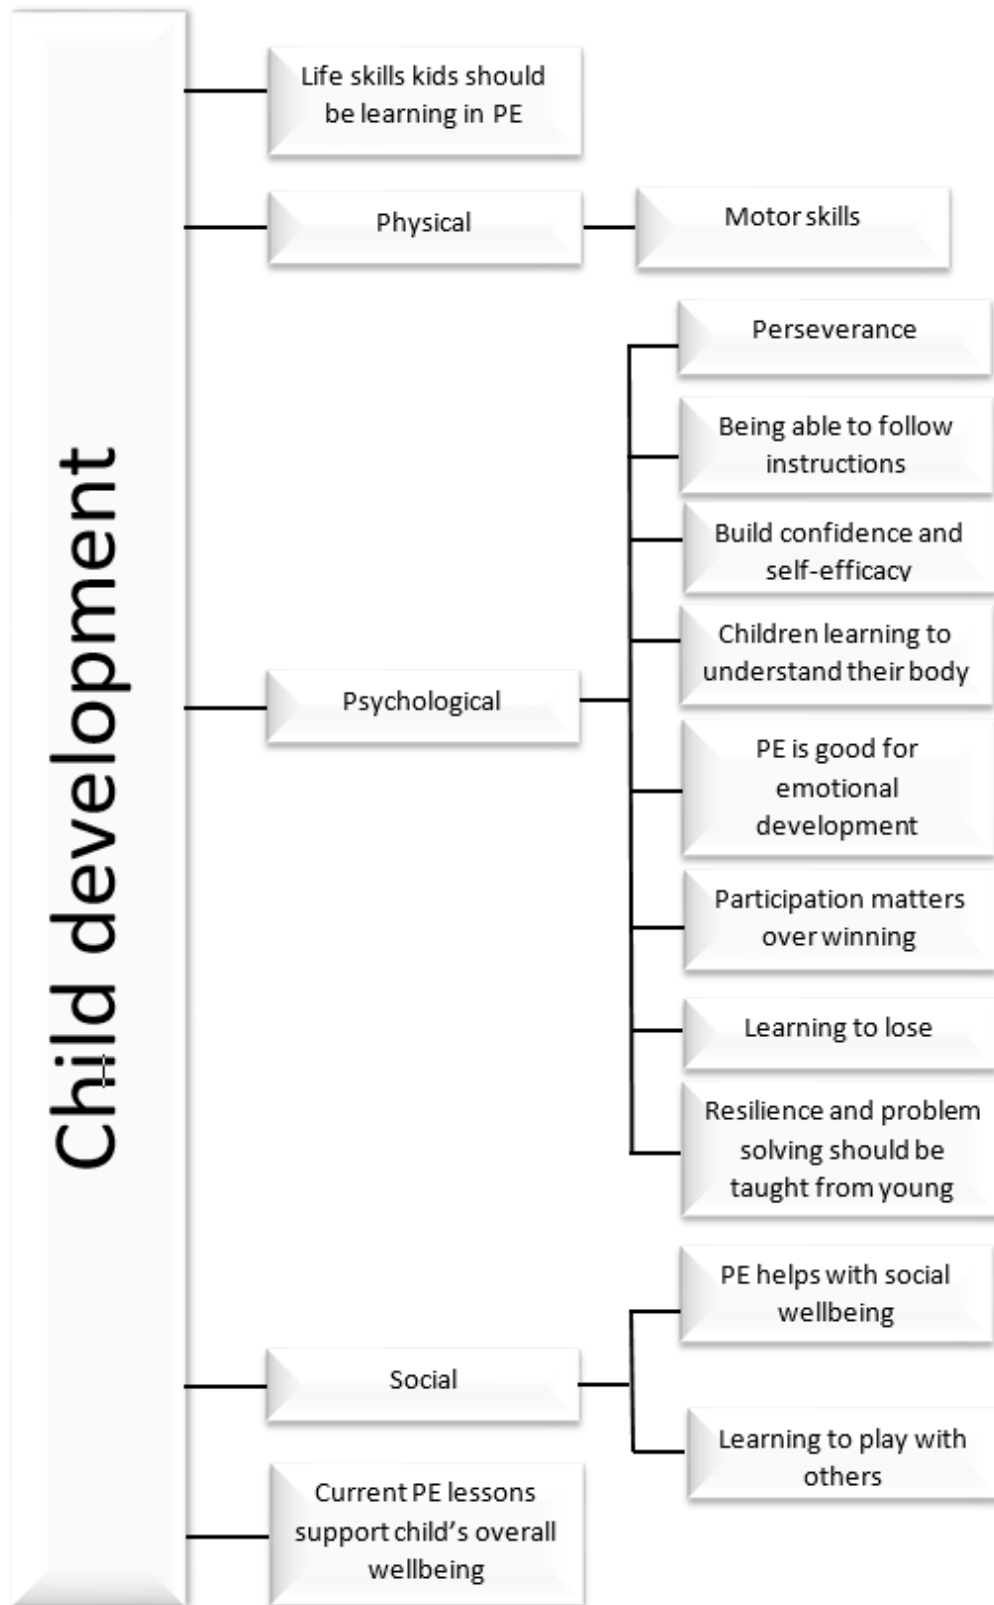 Child development
Life skills kids should
be learning in PE
Physical
Motor skills
Psychological
Perseverance
Being able to follow
instructions
Build confidence and
self-efficacy
Children learning to
understand their body
PE is good for
emotional
development
Participation matters
over winning
Learning to lose
Resilience and problem
solving should be
taught from young
Social
PE helps with social
wellbeing
Learning to play with
others
Current PE lessons
support child’s overall
wellbeing